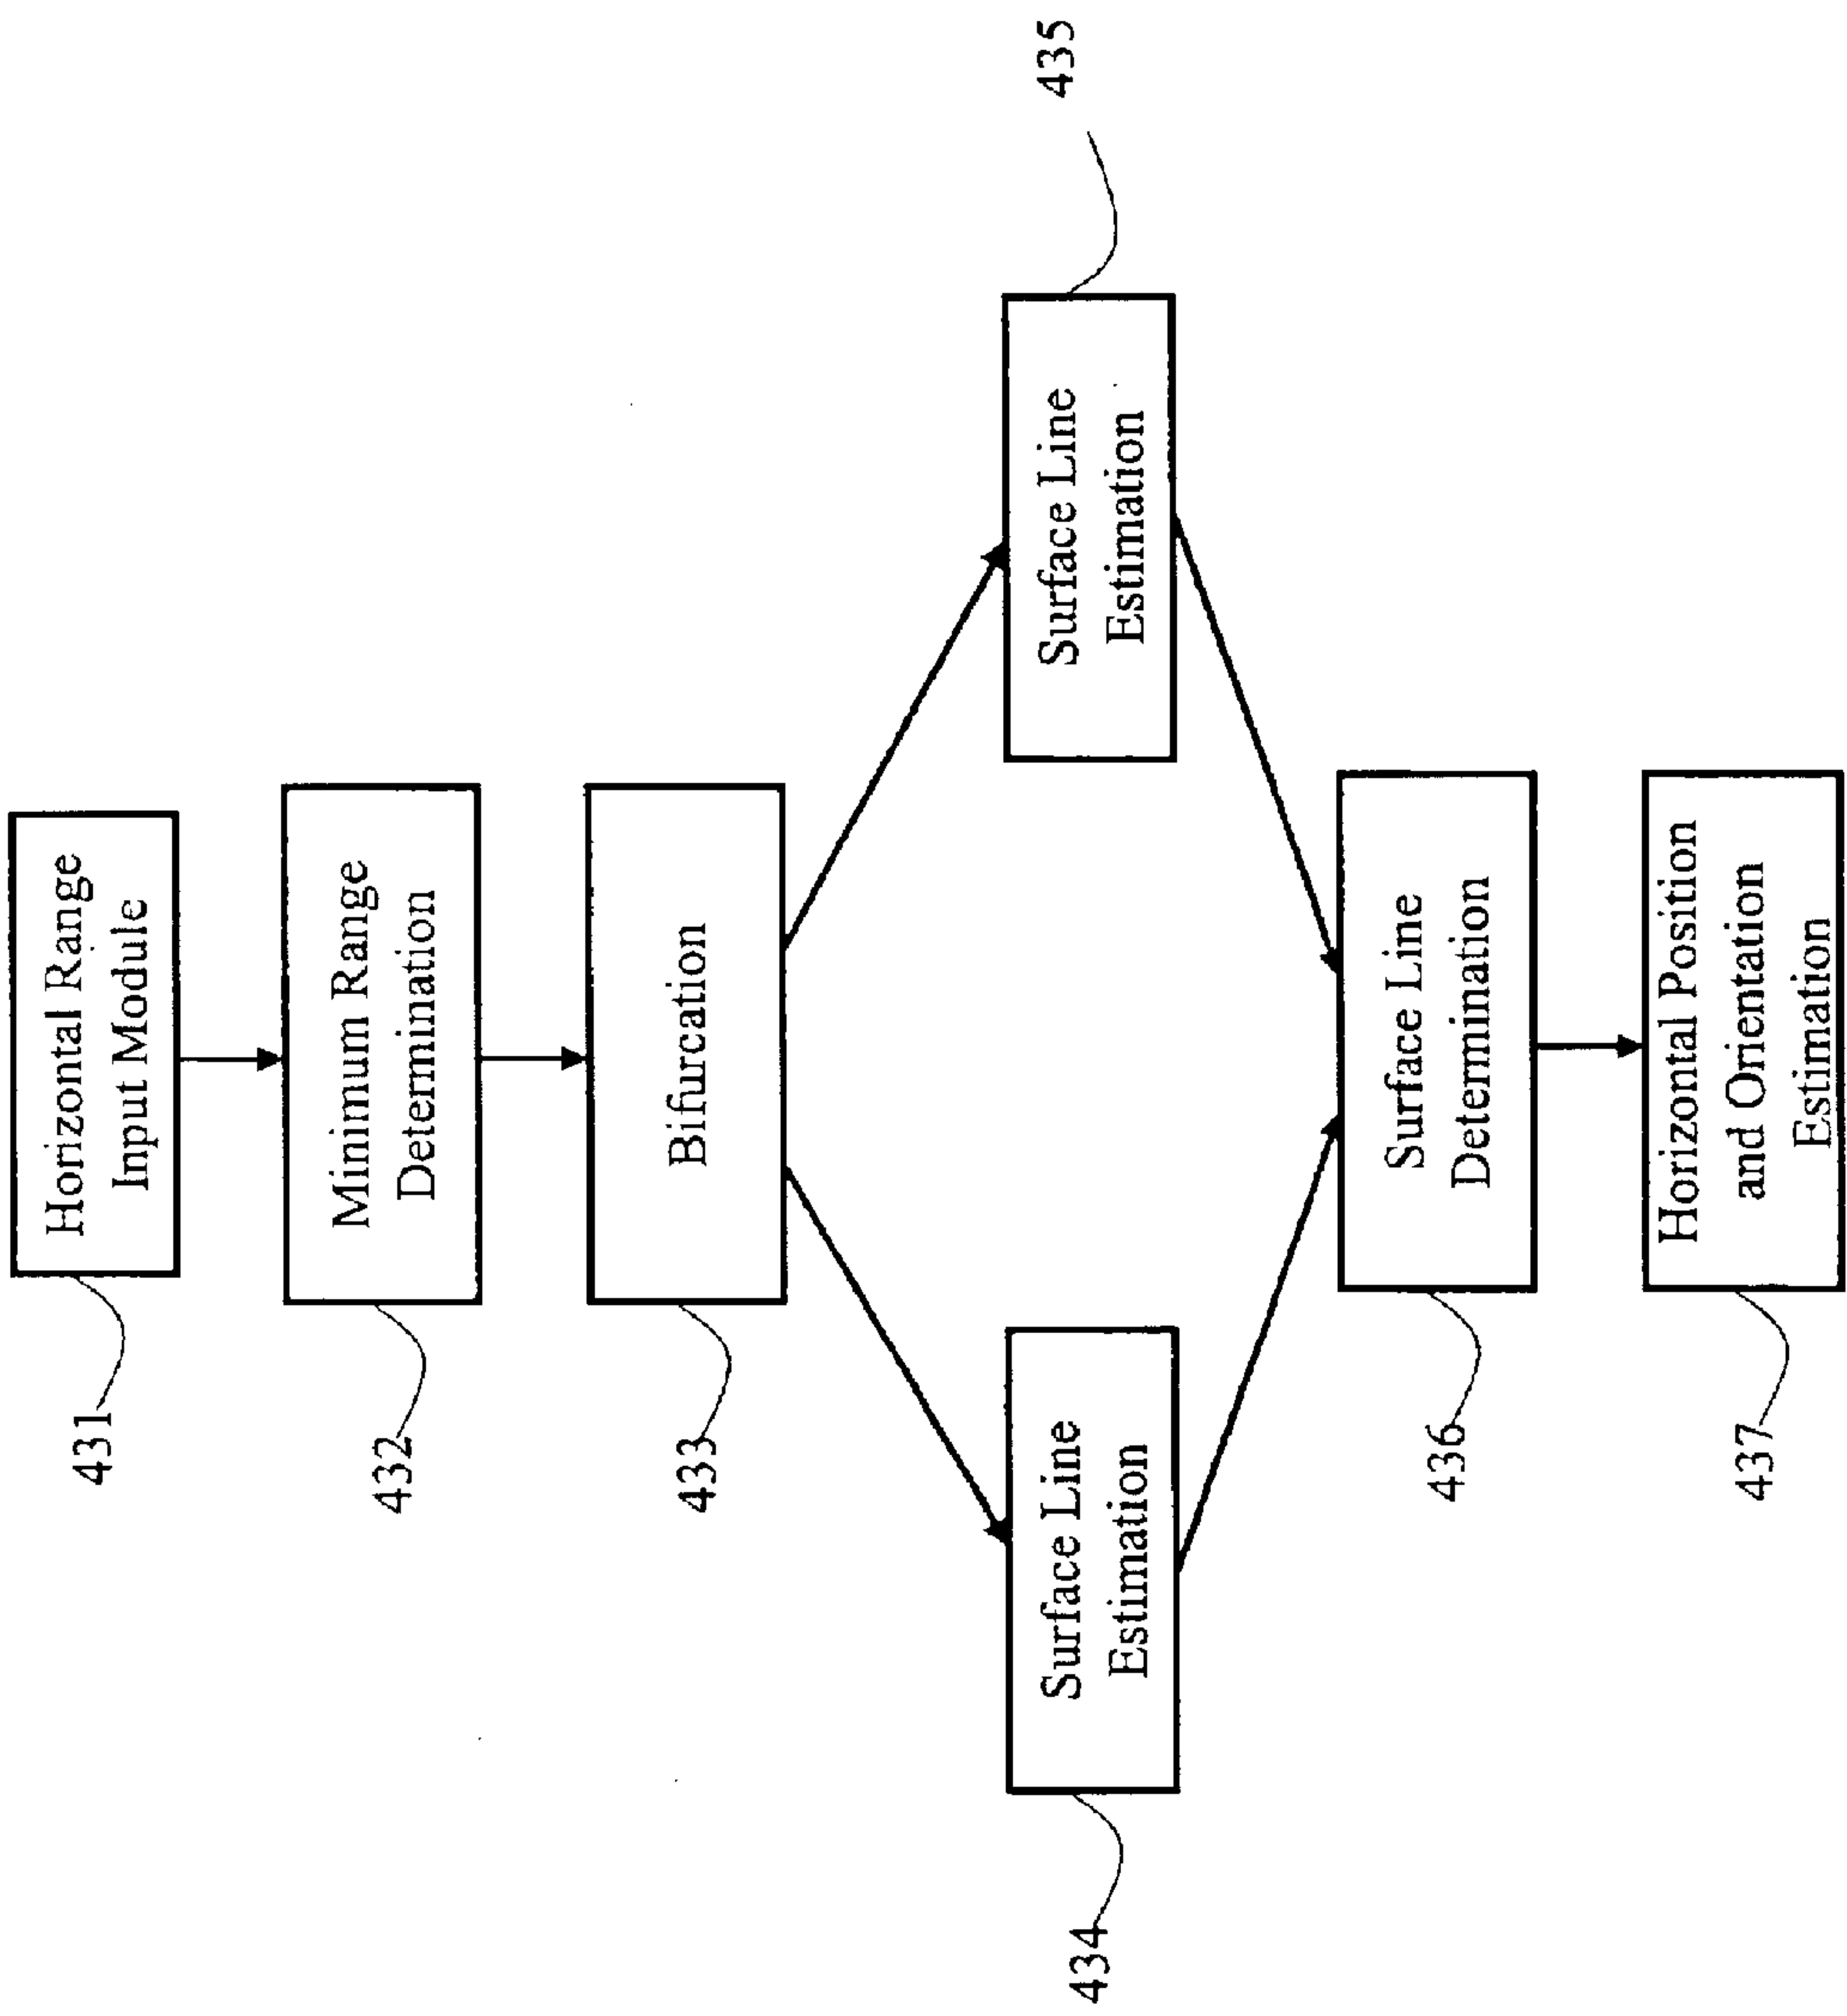 431
Horizontal Range
Input Module
432
Minimum Range
Determination
433
Bifurcation
434
Surface Line
Estimation
435
Surface Line
Estimation
436
Surface Line
Determination
437
Horizontal Position
and Orientation
Estimation